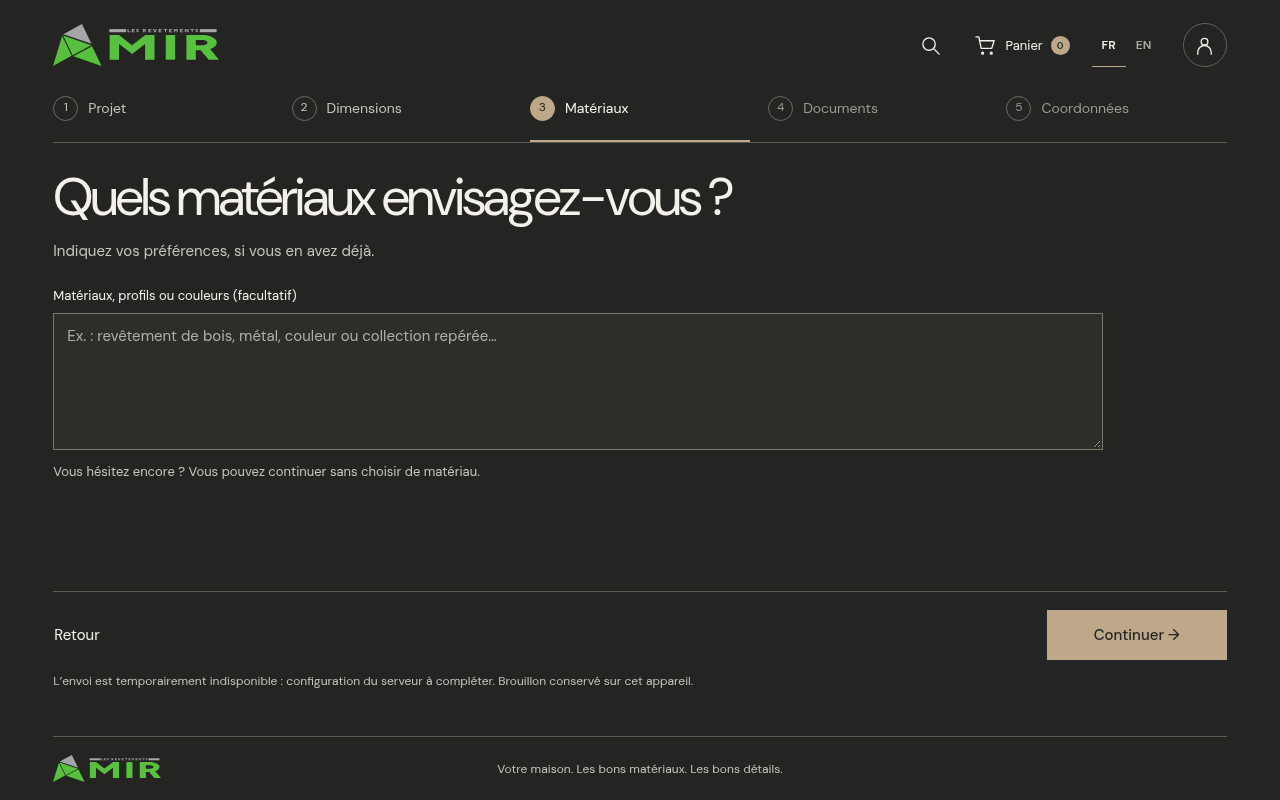 LES REVÊTEMENTS
MIR
Panier 0
FR EN
1 Projet
2 Dimensions
3 Matériaux
4 Documents
5 Coordonnées
Quels matériaux envisagez-vous ?
Indiquez vos préférences, si vous en avez déjà.
Matériaux, profils ou couleurs (facultatif)
Ex. : revêtement de bois, métal, couleur ou collection repérée…
Vous hésitez encore ? Vous pouvez continuer sans choisir de matériau.
Retour
Continuer →
L’envoi est temporairement indisponible : configuration du serveur à compléter. Brouillon conservé sur cet appareil.
LES REVÊTEMENTS
MIR
Votre maison. Les bons matériaux. Les bons détails.